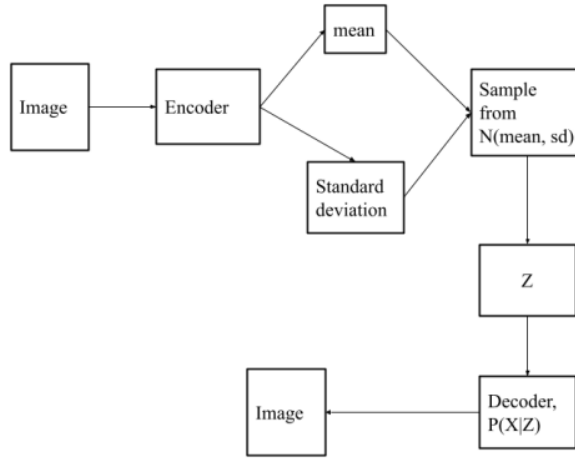 mean
Image
Encoder
Sample
from
N(mean, sd)
Standard
deviation
Z
Image
Decoder,
P(X|Z)